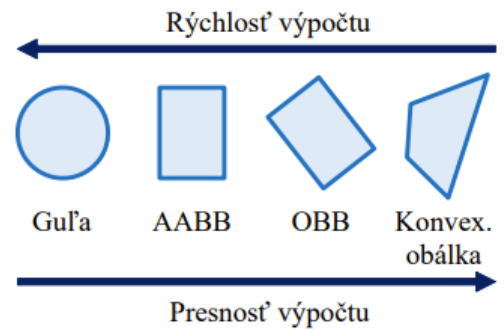 Rýchlosť výpočtu
Guľa
AABB
OBB
Konvex.
obálka
Presnosť výpočtu